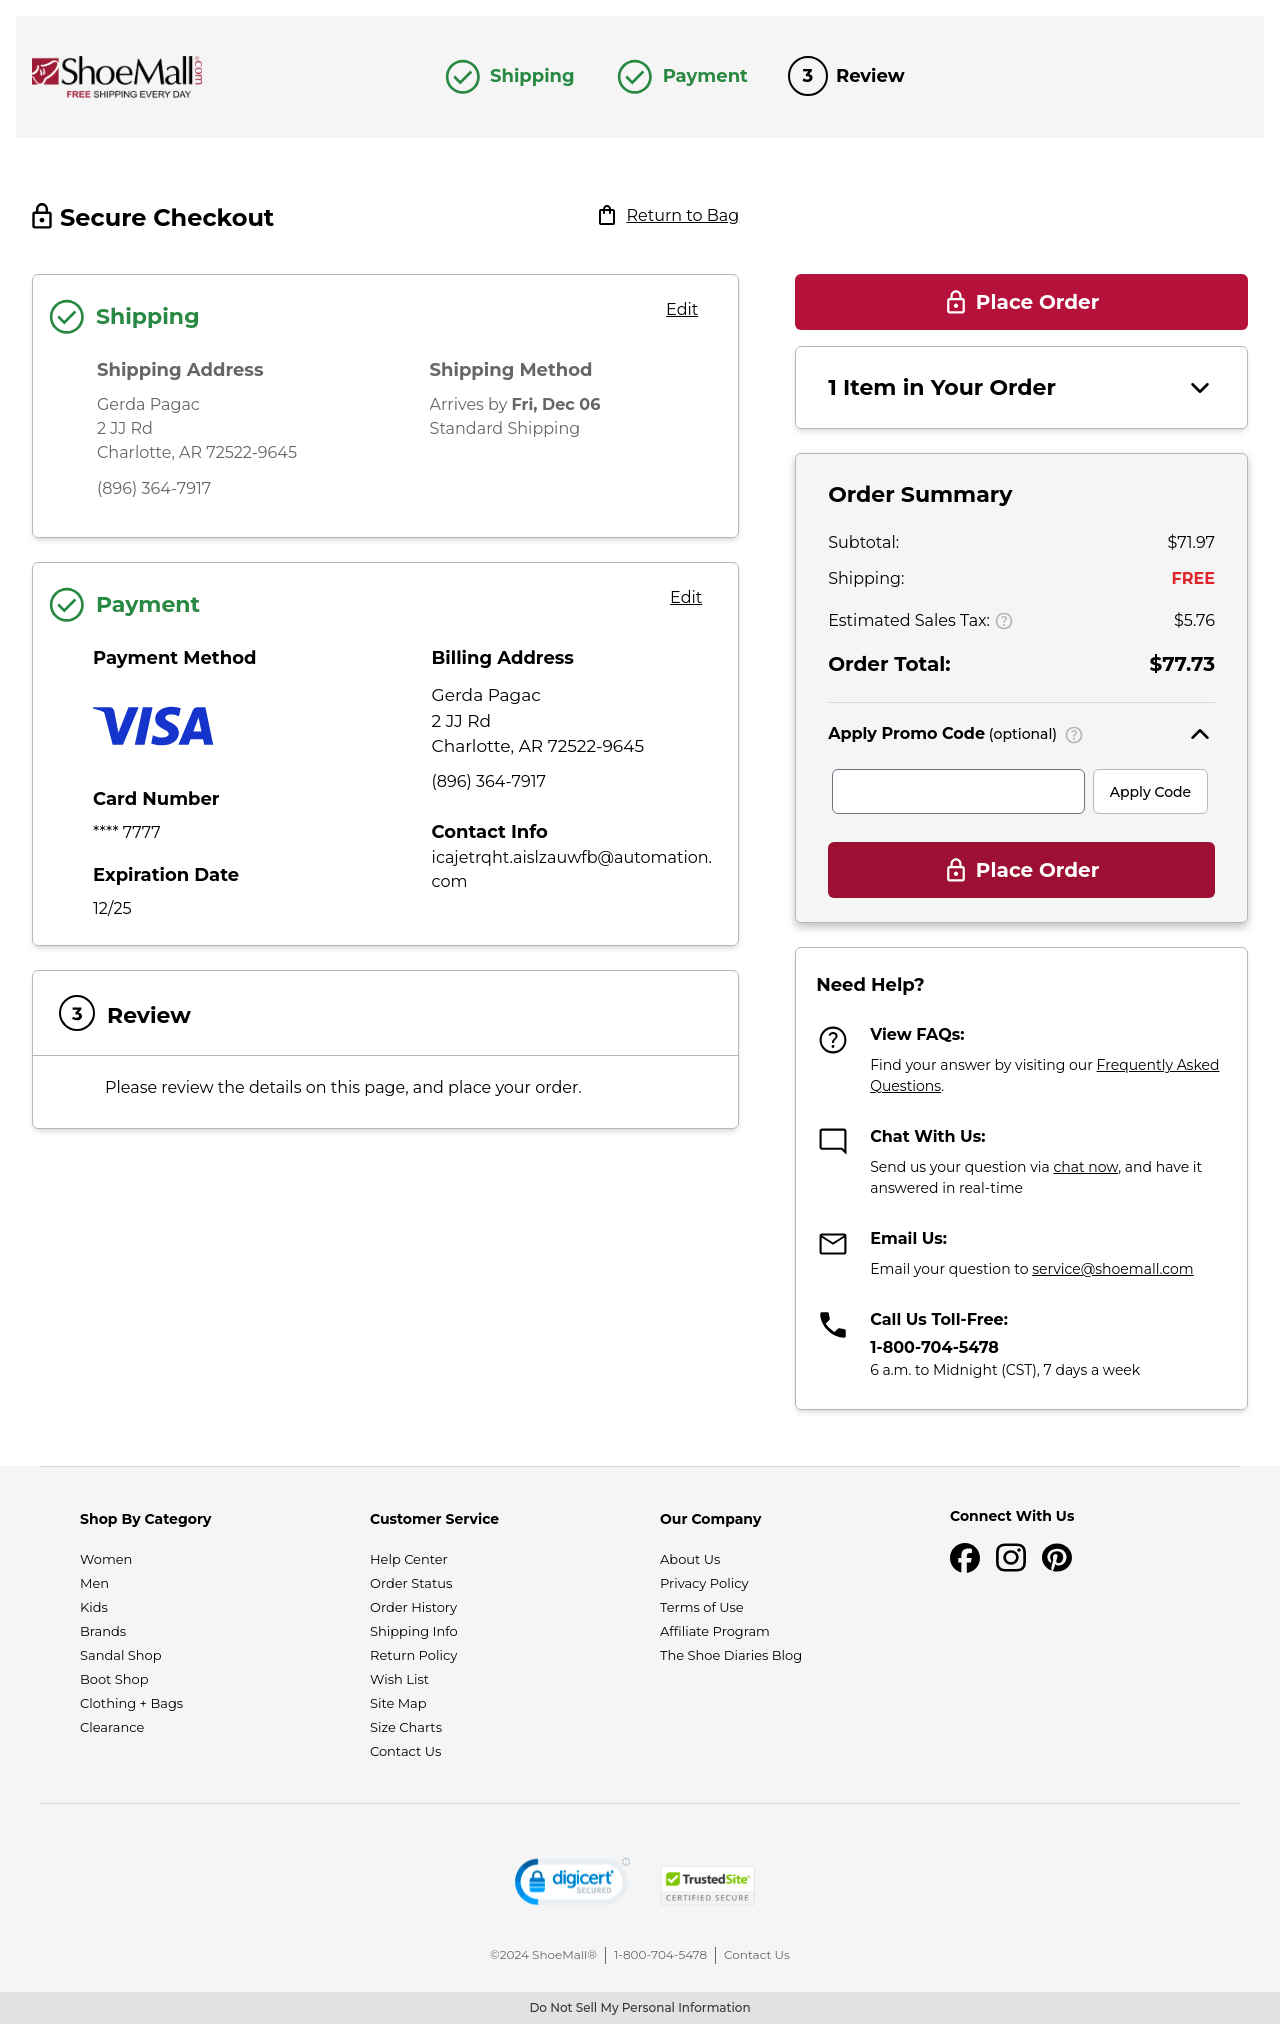 ShoeMall.com
FREE SHIPPING EVERY DAY
Shipping
Payment
3 Review
Secure Checkout
Return to Bag
Shipping
Edit
Shipping Address
Gerda Pagac
2 JJ Rd
Charlotte, AR 72522-9645
(896) 364-7917
Shipping Method
Arrives by Fri, Dec 06
Standard Shipping
Payment
Edit
Payment Method
VISA
Card Number
**** 7777
Expiration Date
12/25
Billing Address
Gerda Pagac
2 JJ Rd
Charlotte, AR 72522-9645
(896) 364-7917
Contact Info
icajetrqht.aislzauwfb@automation.
com
3 Review
Please review the details on this page, and place your order.
Place Order
1 Item in Your Order
Order Summary
Subtotal: $71.97
Shipping: FREE
Estimated Sales Tax: ? $5.76
Order Total: $77.73
Apply Promo Code (optional) ?
Apply Code
Place Order
Need Help?
View FAQs:
Find your answer by visiting our Frequently Asked
Questions.
Chat With Us:
Send us your question via chat now, and have it
answered in real-time
Email Us:
Email your question to service@shoemall.com
Call Us Toll-Free:
1-800-704-5478
6 a.m. to Midnight (CST), 7 days a week
Shop By Category
Women
Men
Kids
Brands
Sandal Shop
Boot Shop
Clothing + Bags
Clearance
Customer Service
Help Center
Order Status
Order History
Shipping Info
Return Policy
Wish List
Site Map
Size Charts
Contact Us
Our Company
About Us
Privacy Policy
Terms of Use
Affiliate Program
The Shoe Diaries Blog
Connect With Us
digicert
SECURED
TrustedSite
CERTIFIED SECURE
©2024 ShoeMall® | 1-800-704-5478 | Contact Us
Do Not Sell My Personal Information